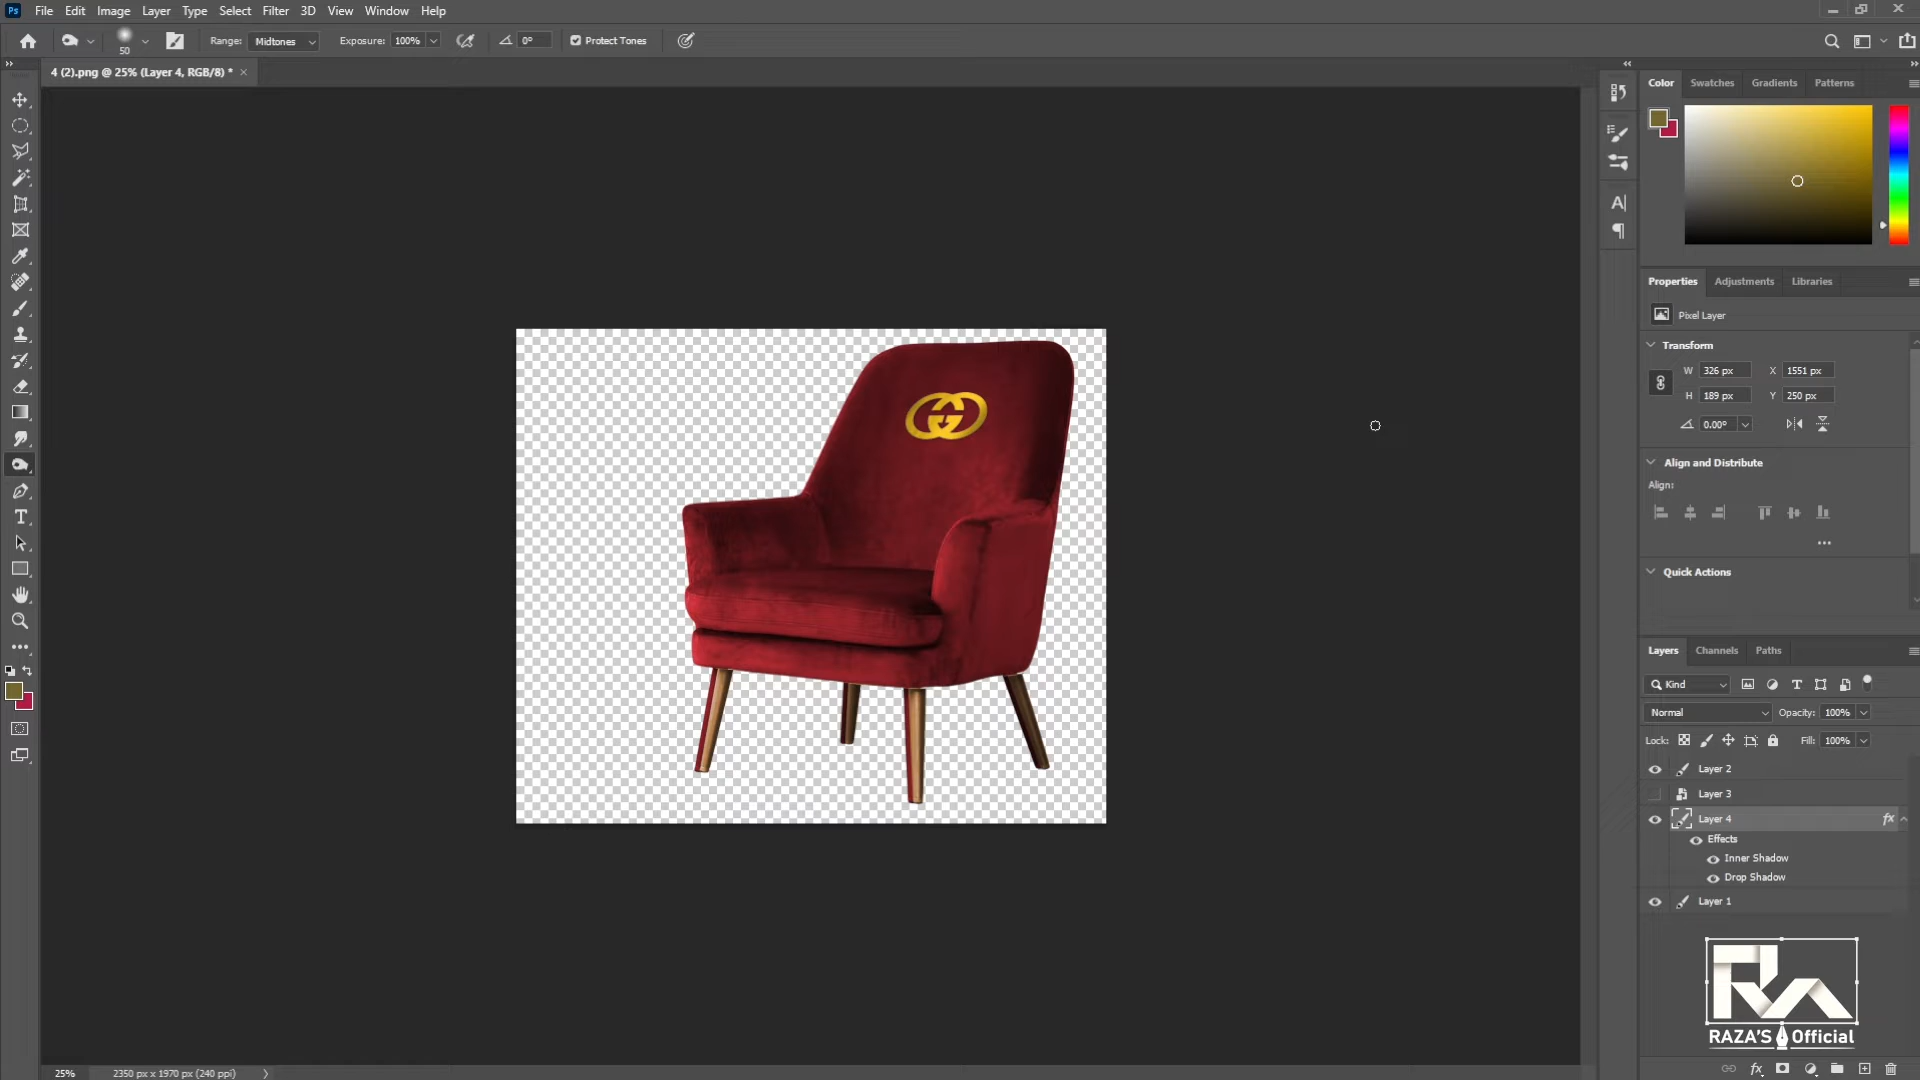 Ps File Edit Image Layer Type Select Filter 3D View Window Help
50 Range: Midtones Exposure: 100% 0° Protect Tones
4 (2).png @ 25% (Layer 4, RGB/8) * ×
Color Swatches Gradients Patterns
Properties Adjustments Libraries
Pixel Layer
Transform
W 326 px X 1551 px
H 189 px Y 250 px
0.00°
Align and Distribute
Align:
Quick Actions
Layers Channels Paths
Kind
Normal Opacity: 100%
Lock: Fill: 100%
Layer 2
Layer 3
Layer 4 fx
Effects
Inner Shadow
Drop Shadow
Layer 1
RAZA'S Official
25% 2350 px x 1970 px (240 ppi)